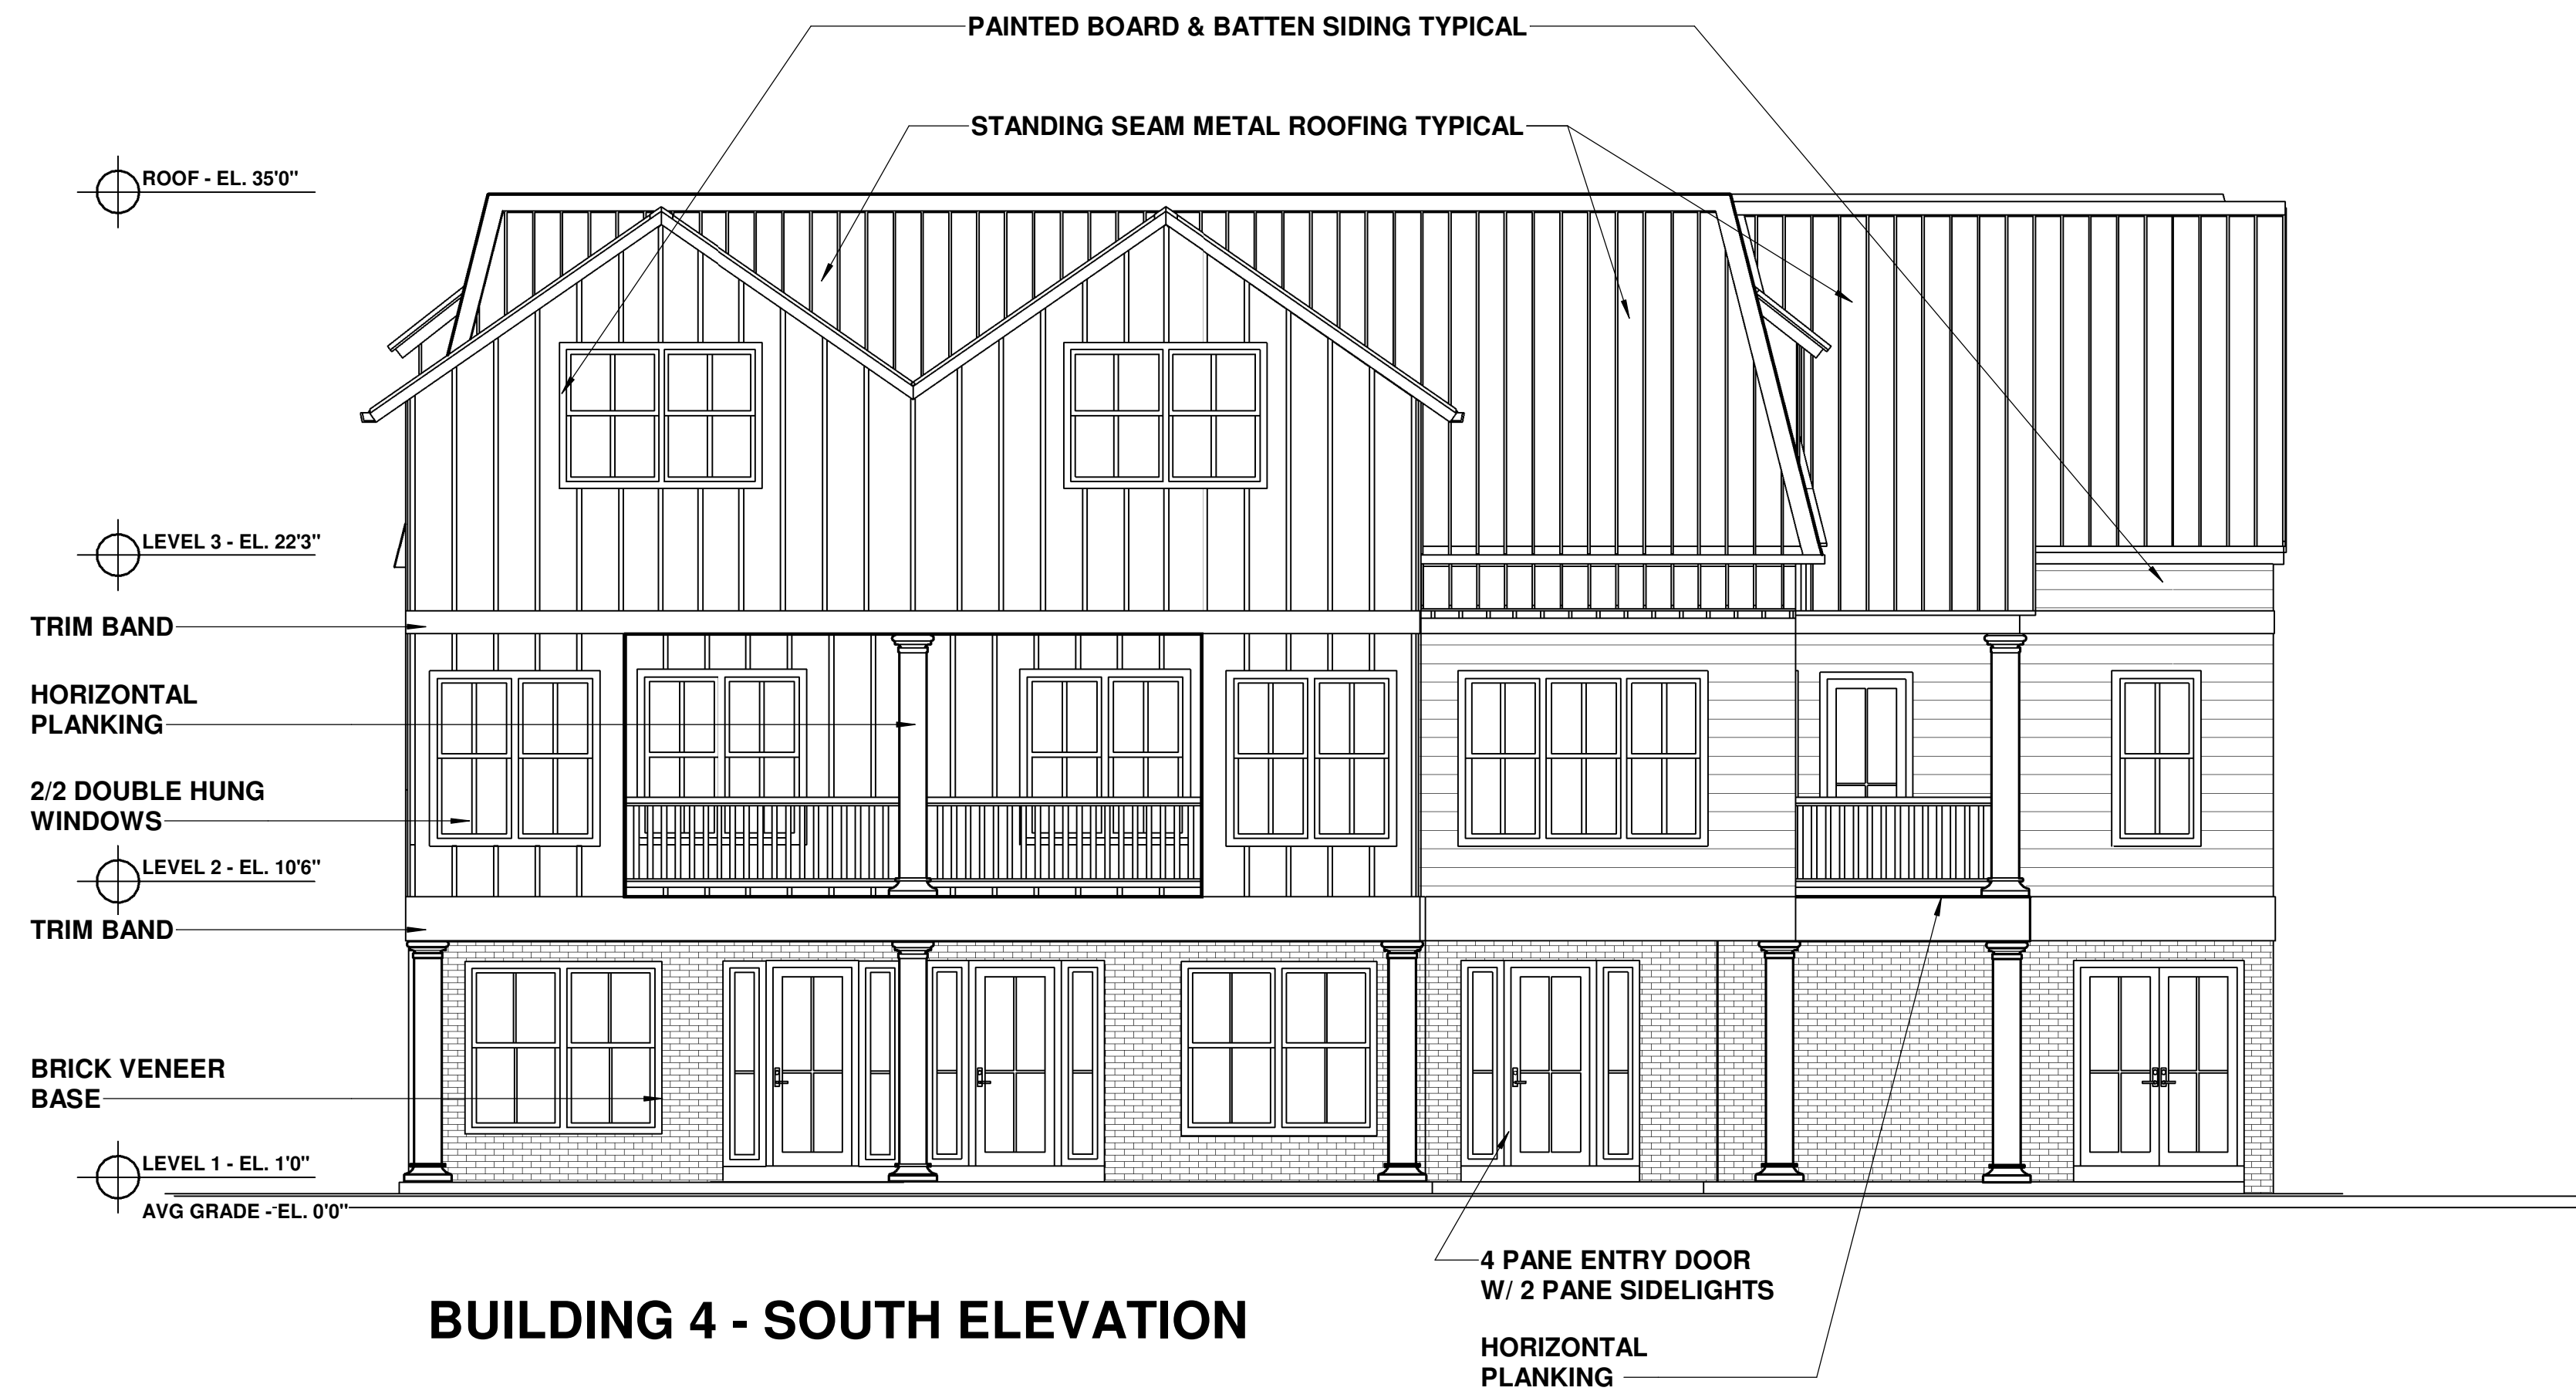 PAINTED BOARD & BATTEN SIDING TYPICAL
STANDING SEAM METAL ROOFING TYPICAL
ROOF - EL. 35'0"
LEVEL 3 - EL. 22'3"
TRIM BAND
HORIZONTAL
PLANKING
2/2 DOUBLE HUNG
WINDOWS
LEVEL 2 - EL. 10'6"
TRIM BAND
BRICK VENEER
BASE
LEVEL 1 - EL. 1'0"
AVG GRADE - EL. 0'0"
4 PANE ENTRY DOOR
W/ 2 PANE SIDELIGHTS
BUILDING 4 - SOUTH ELEVATION
HORIZONTAL
PLANKING